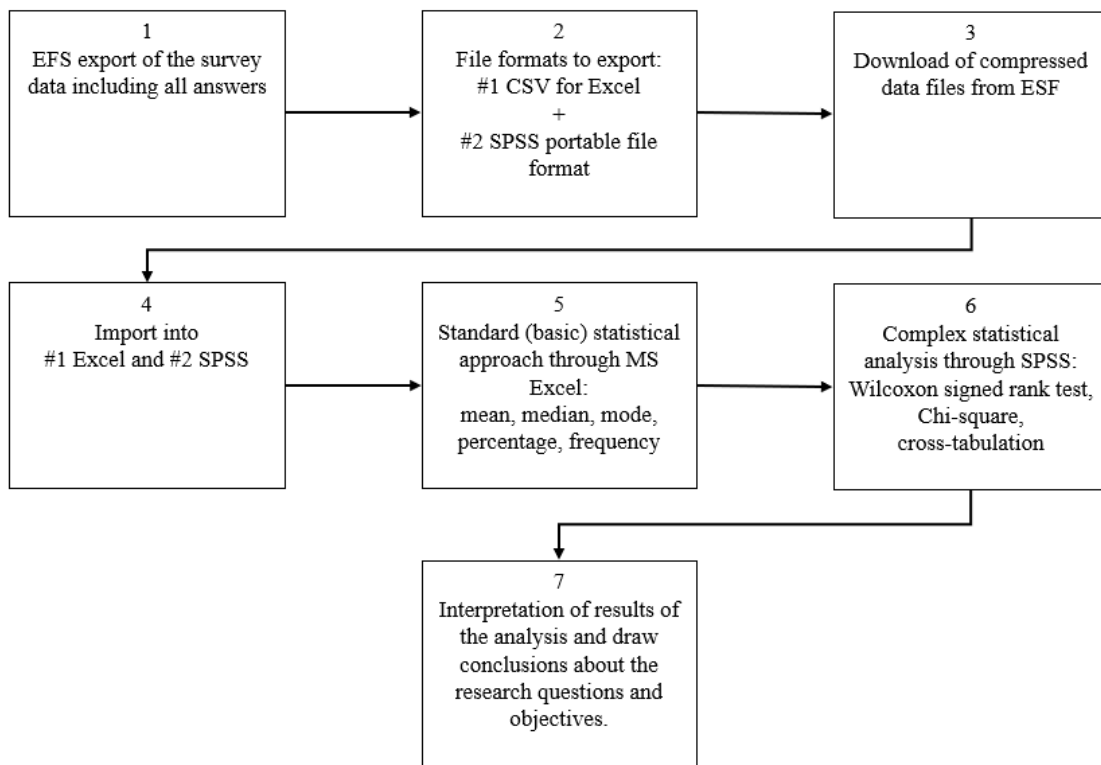 1
EFS export of the survey
data including all answers
2
File formats to export:
#1 CSV for Excel
+
#2 SPSS portable file
format
3
Download of compressed
data files from ESF
4
Import into
#1 Excel and #2 SPSS
5
Standard (basic) statistical
approach through MS
Excel:
mean, median, mode,
percentage, frequency
6
Complex statistical
analysis through SPSS:
Wilcoxon signed rank test,
Chi-square,
cross-tabulation
7
Interpretation of results of
the analysis and draw
conclusions about the
research questions and
objectives.